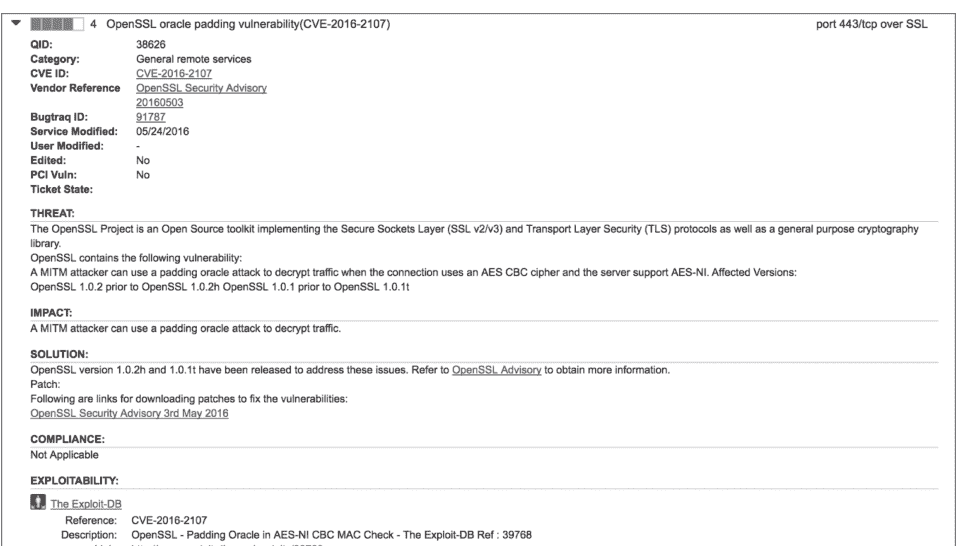 4 OpenSSL oracle padding vulnerability(CVE-2016-2107) port 443/tcp over SSL
QID: 38626
Category: General remote services
CVE ID: CVE-2016-2107
Vendor Reference OpenSSL Security Advisory
20160503
Bugtraq ID: 91787
Service Modified: 05/24/2016
User Modified: -
Edited: No
PCI Vuln: No
Ticket State:
THREAT:
The OpenSSL Project is an Open Source toolkit implementing the Secure Sockets Layer (SSL v2/v3) and Transport Layer Security (TLS) protocols as well as a general purpose cryptography
library.
OpenSSL contains the following vulnerability:
A MITM attacker can use a padding oracle attack to decrypt traffic when the connection uses an AES CBC cipher and the server support AES-NI. Affected Versions:
OpenSSL 1.0.2 prior to OpenSSL 1.0.2h OpenSSL 1.0.1 prior to OpenSSL 1.0.1t
IMPACT:
A MITM attacker can use a padding oracle attack to decrypt traffic.
SOLUTION:
OpenSSL version 1.0.2h and 1.0.1t have been released to address these issues. Refer to OpenSSL Advisory to obtain more information.
Patch:
Following are links for downloading patches to fix the vulnerabilities:
OpenSSL Security Advisory 3rd May 2016
COMPLIANCE:
Not Applicable
EXPLOITABILITY:
The Exploit-DB
Reference: CVE-2016-2107
Description: OpenSSL - Padding Oracle in AES-NI CBC MAC Check - The Exploit-DB Ref : 39768